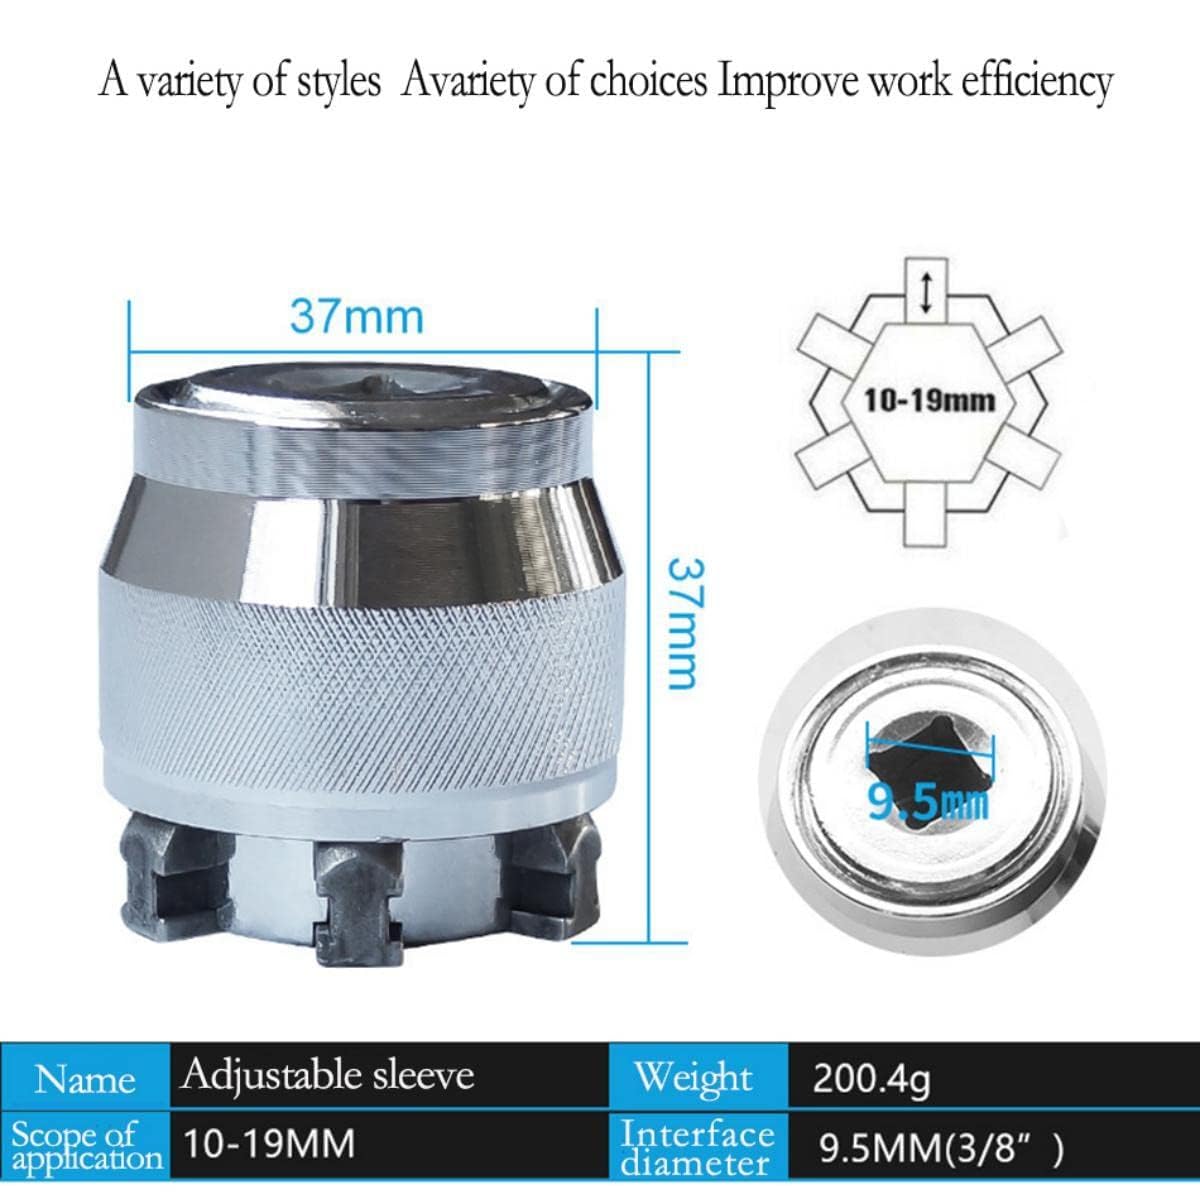 A variety of styles Avariety of choices Improve work efficiency
37mm
37mm
10-19mm
9.5mm
Name Adjustable sleeve Weight 200.4g
Scope of application 10-19MM Interface diameter 9.5MM(3/8" )